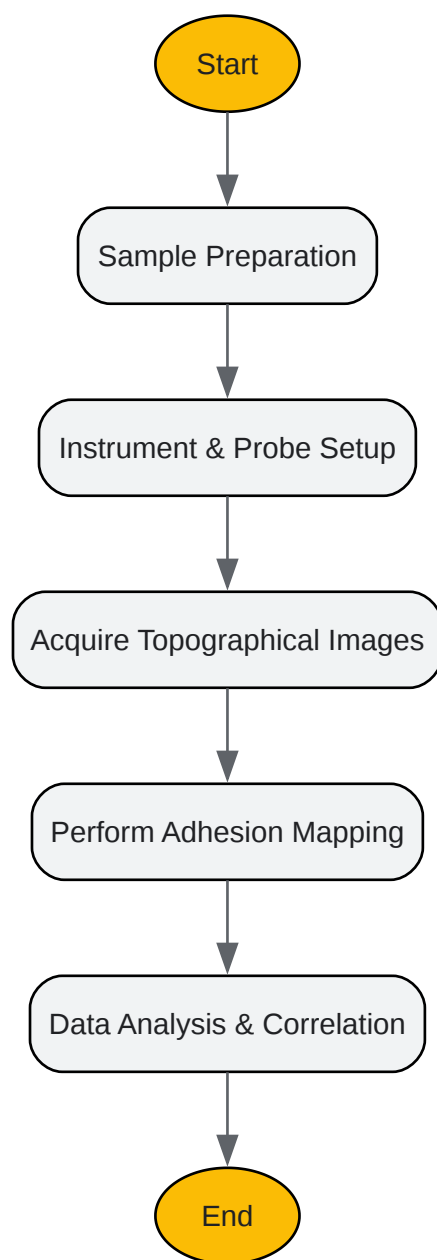 Start
Sample Preparation
Instrument & Probe Setup
Acquire Topographical Images
Perform Adhesion Mapping
Data Analysis & Correlation
End